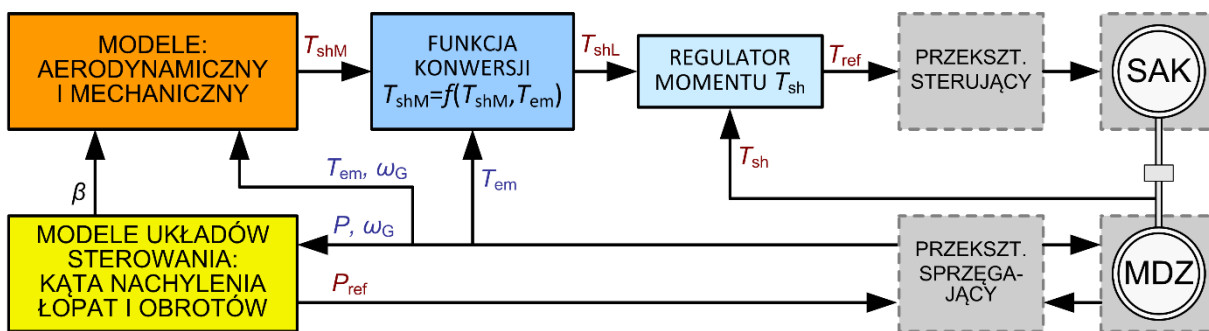 MODELE:
AERODYNAMICZNY
I MECHANICZNY
TshM
FUNKCJA
KONWERSJI
TshM=f(TshM,Tem)
TshL
REGULATOR
MOMENTU Tsh
Tref
PRZEKSZT.
STERUJĄCY
SAK
β
Tem, ωG
Tem
Tsh
MODELE UKŁADÓW
STEROWANIA:
KĄTA NACHYLENIA
ŁOPAT I OBROTÓW
P, ωG
Pref
PRZEKSZT.
SPRZĘGA-
JĄCY
MDZ